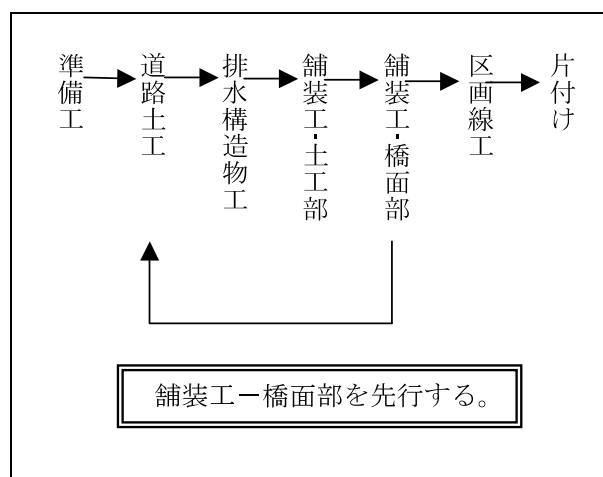 準備工
道路土工
排水構造物工
舗装工-土工部
舗装工-橋面部
区画線工
片付け
舗装工－橋面部を先行する。